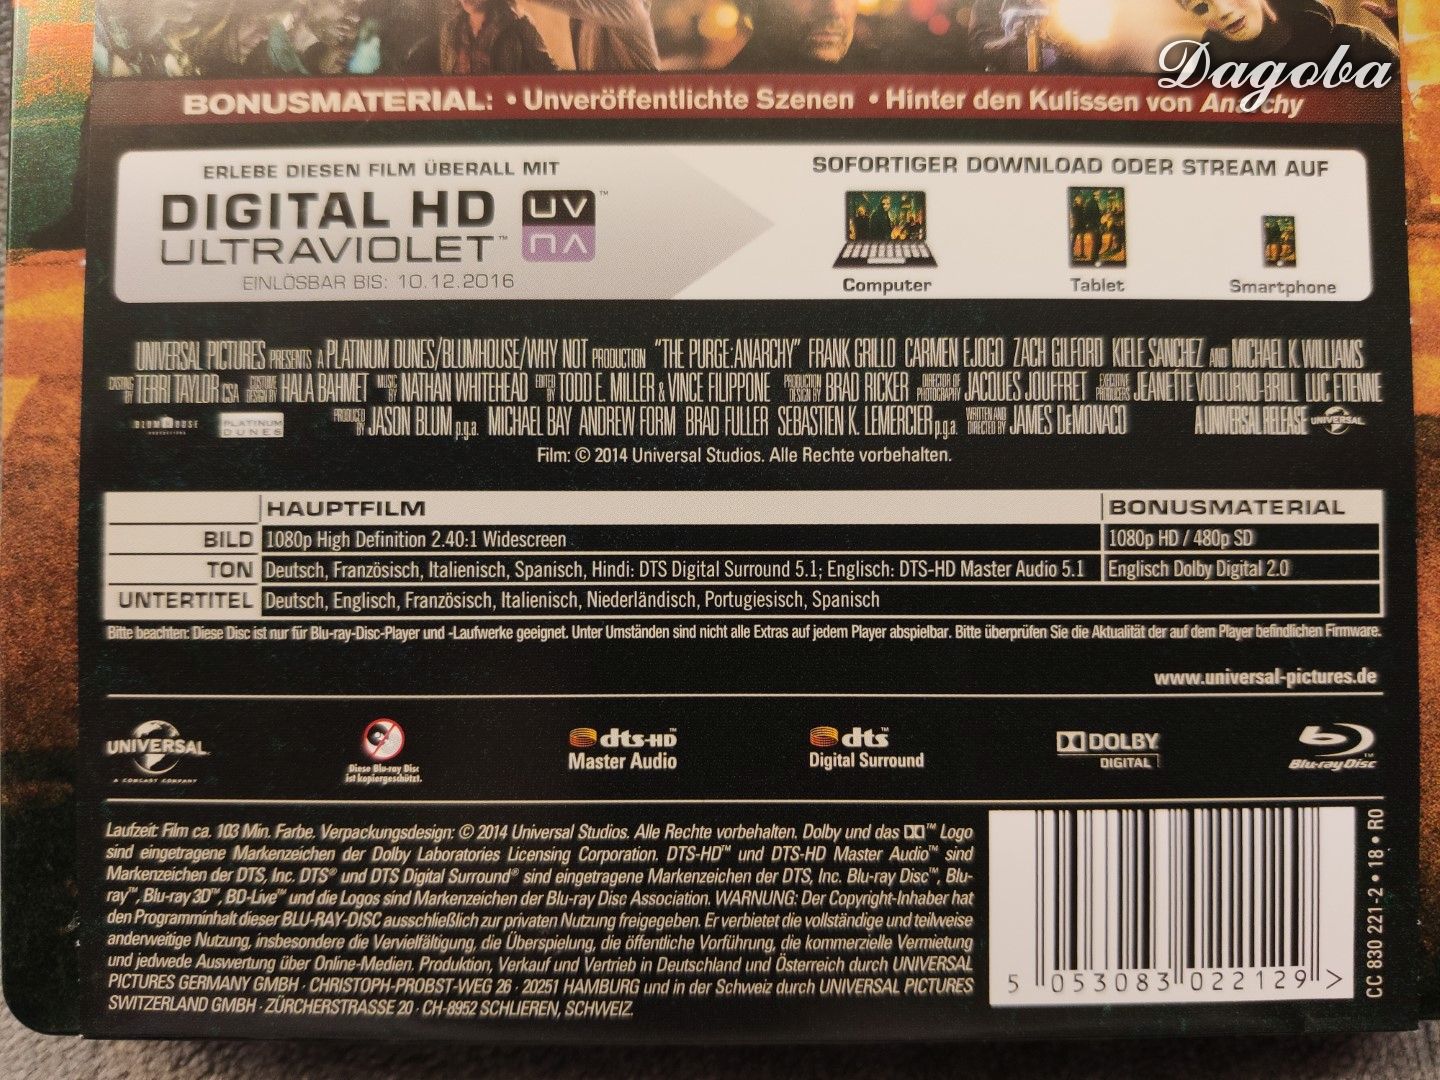 Dagoba
BONUSMATERIAL: • Unveröffentlichte Szenen • Hinter den Kulissen von Anarchy
ERLEBE DIESEN FILM ÜBERALL MIT
DIGITAL HD
ULTRAVIOLET™
UV™
EINLÖSBAR BIS: 10.12.2016
SOFORTIGER DOWNLOAD ODER STREAM AUF
Computer
Tablet
Smartphone
UNIVERSAL PICTURES PRESENTS A PLATINUM DUNES/BLUMHOUSE/WHY NOT PRODUCTION "THE PURGE: ANARCHY" FRANK GRILLO CARMEN EJOGO ZACH GILFORD KIELE SANCHEZ AND MICHAEL K. WILLIAMS
CASTING BY TERRI TAYLOR CSA COSTUME DESIGN BY HALA BAHMET MUSIC BY NATHAN WHITEHEAD EDITED BY TODD E. MILLER & VINCE FILIPPONE PRODUCTION DESIGN BY BRAD RICKER DIRECTOR OF PHOTOGRAPHY JACQUES JOUFFRET EXECUTIVE PRODUCERS JEANETTE VOLTURNO-BRILL LUC ETIENNE
BLUMHOUSE PRODUCTIONS PLATINUM DUNES PRODUCED BY JASON BLUM p.g.a. MICHAEL BAY ANDREW FORM BRAD FULLER SEBASTIEN K. LEMERCIER p.g.a. WRITTEN AND DIRECTED BY JAMES DeMONACO A UNIVERSAL RELEASE UNIVERSAL
Film: © 2014 Universal Studios. Alle Rechte vorbehalten.
HAUPTFILM BONUSMATERIAL
BILD 1080p High Definition 2.40:1 Widescreen 1080p HD / 480p SD
TON Deutsch, Französisch, Italienisch, Spanisch, Hindi: DTS Digital Surround 5.1; Englisch: DTS-HD Master Audio 5.1 Englisch Dolby Digital 2.0
UNTERTITEL Deutsch, Englisch, Französisch, Italienisch, Niederländisch, Portugiesisch, Spanisch
Bitte beachten: Diese Disc ist nur für Blu-ray-Disc-Player und -Laufwerke geeignet. Unter Umständen sind nicht alle Extras auf jedem Player abspielbar. Bitte überprüfen Sie die Aktualität der auf dem Player befindlichen Firmware.
www.universal-pictures.de
UNIVERSAL
A COMCAST COMPANY
Diese Blu-ray Disc
ist kopiergeschützt.
dts-HD™
Master Audio
dts™
Digital Surround
DOLBY
DIGITAL
Blu-ray Disc™
Laufzeit: Film ca. 103 Min. Farbe. Verpackungsdesign: © 2014 Universal Studios. Alle Rechte vorbehalten. Dolby und das ™ Logo
sind eingetragene Markenzeichen der Dolby Laboratories Licensing Corporation. DTS-HD™ und DTS-HD Master Audio™ sind
Markenzeichen der DTS, Inc. DTS® und DTS Digital Surround® sind eingetragene Markenzeichen der DTS, Inc. Blu-ray Disc™, Blu-
ray™, Blu-ray 3D™, BD-Live™ und die Logos sind Markenzeichen der Blu-ray Disc Association. WARNUNG: Der Copyright-Inhaber hat
den Programminhalt dieser BLU-RAY-DISC ausschließlich zur privaten Nutzung freigegeben. Er verbietet die vollständige und teilweise
anderweitige Nutzung, insbesondere die Vervielfältigung, die Überspielung, die öffentliche Vorführung, die kommerzielle Vermietung
und jedwede Auswertung über Online-Medien. Produktion, Verkauf und Vertrieb in Deutschland und Österreich durch UNIVERSAL
PICTURES GERMANY GMBH · CHRISTOPH-PROBST-WEG 26 · 20251 HAMBURG und in der Schweiz durch UNIVERSAL PICTURES
SWITZERLAND GMBH · ZÜRCHERSTRASSE 20 · CH-8952 SCHLIEREN, SCHWEIZ.
5 053083 022129 >
CC 830 221-2 • 18 • R0